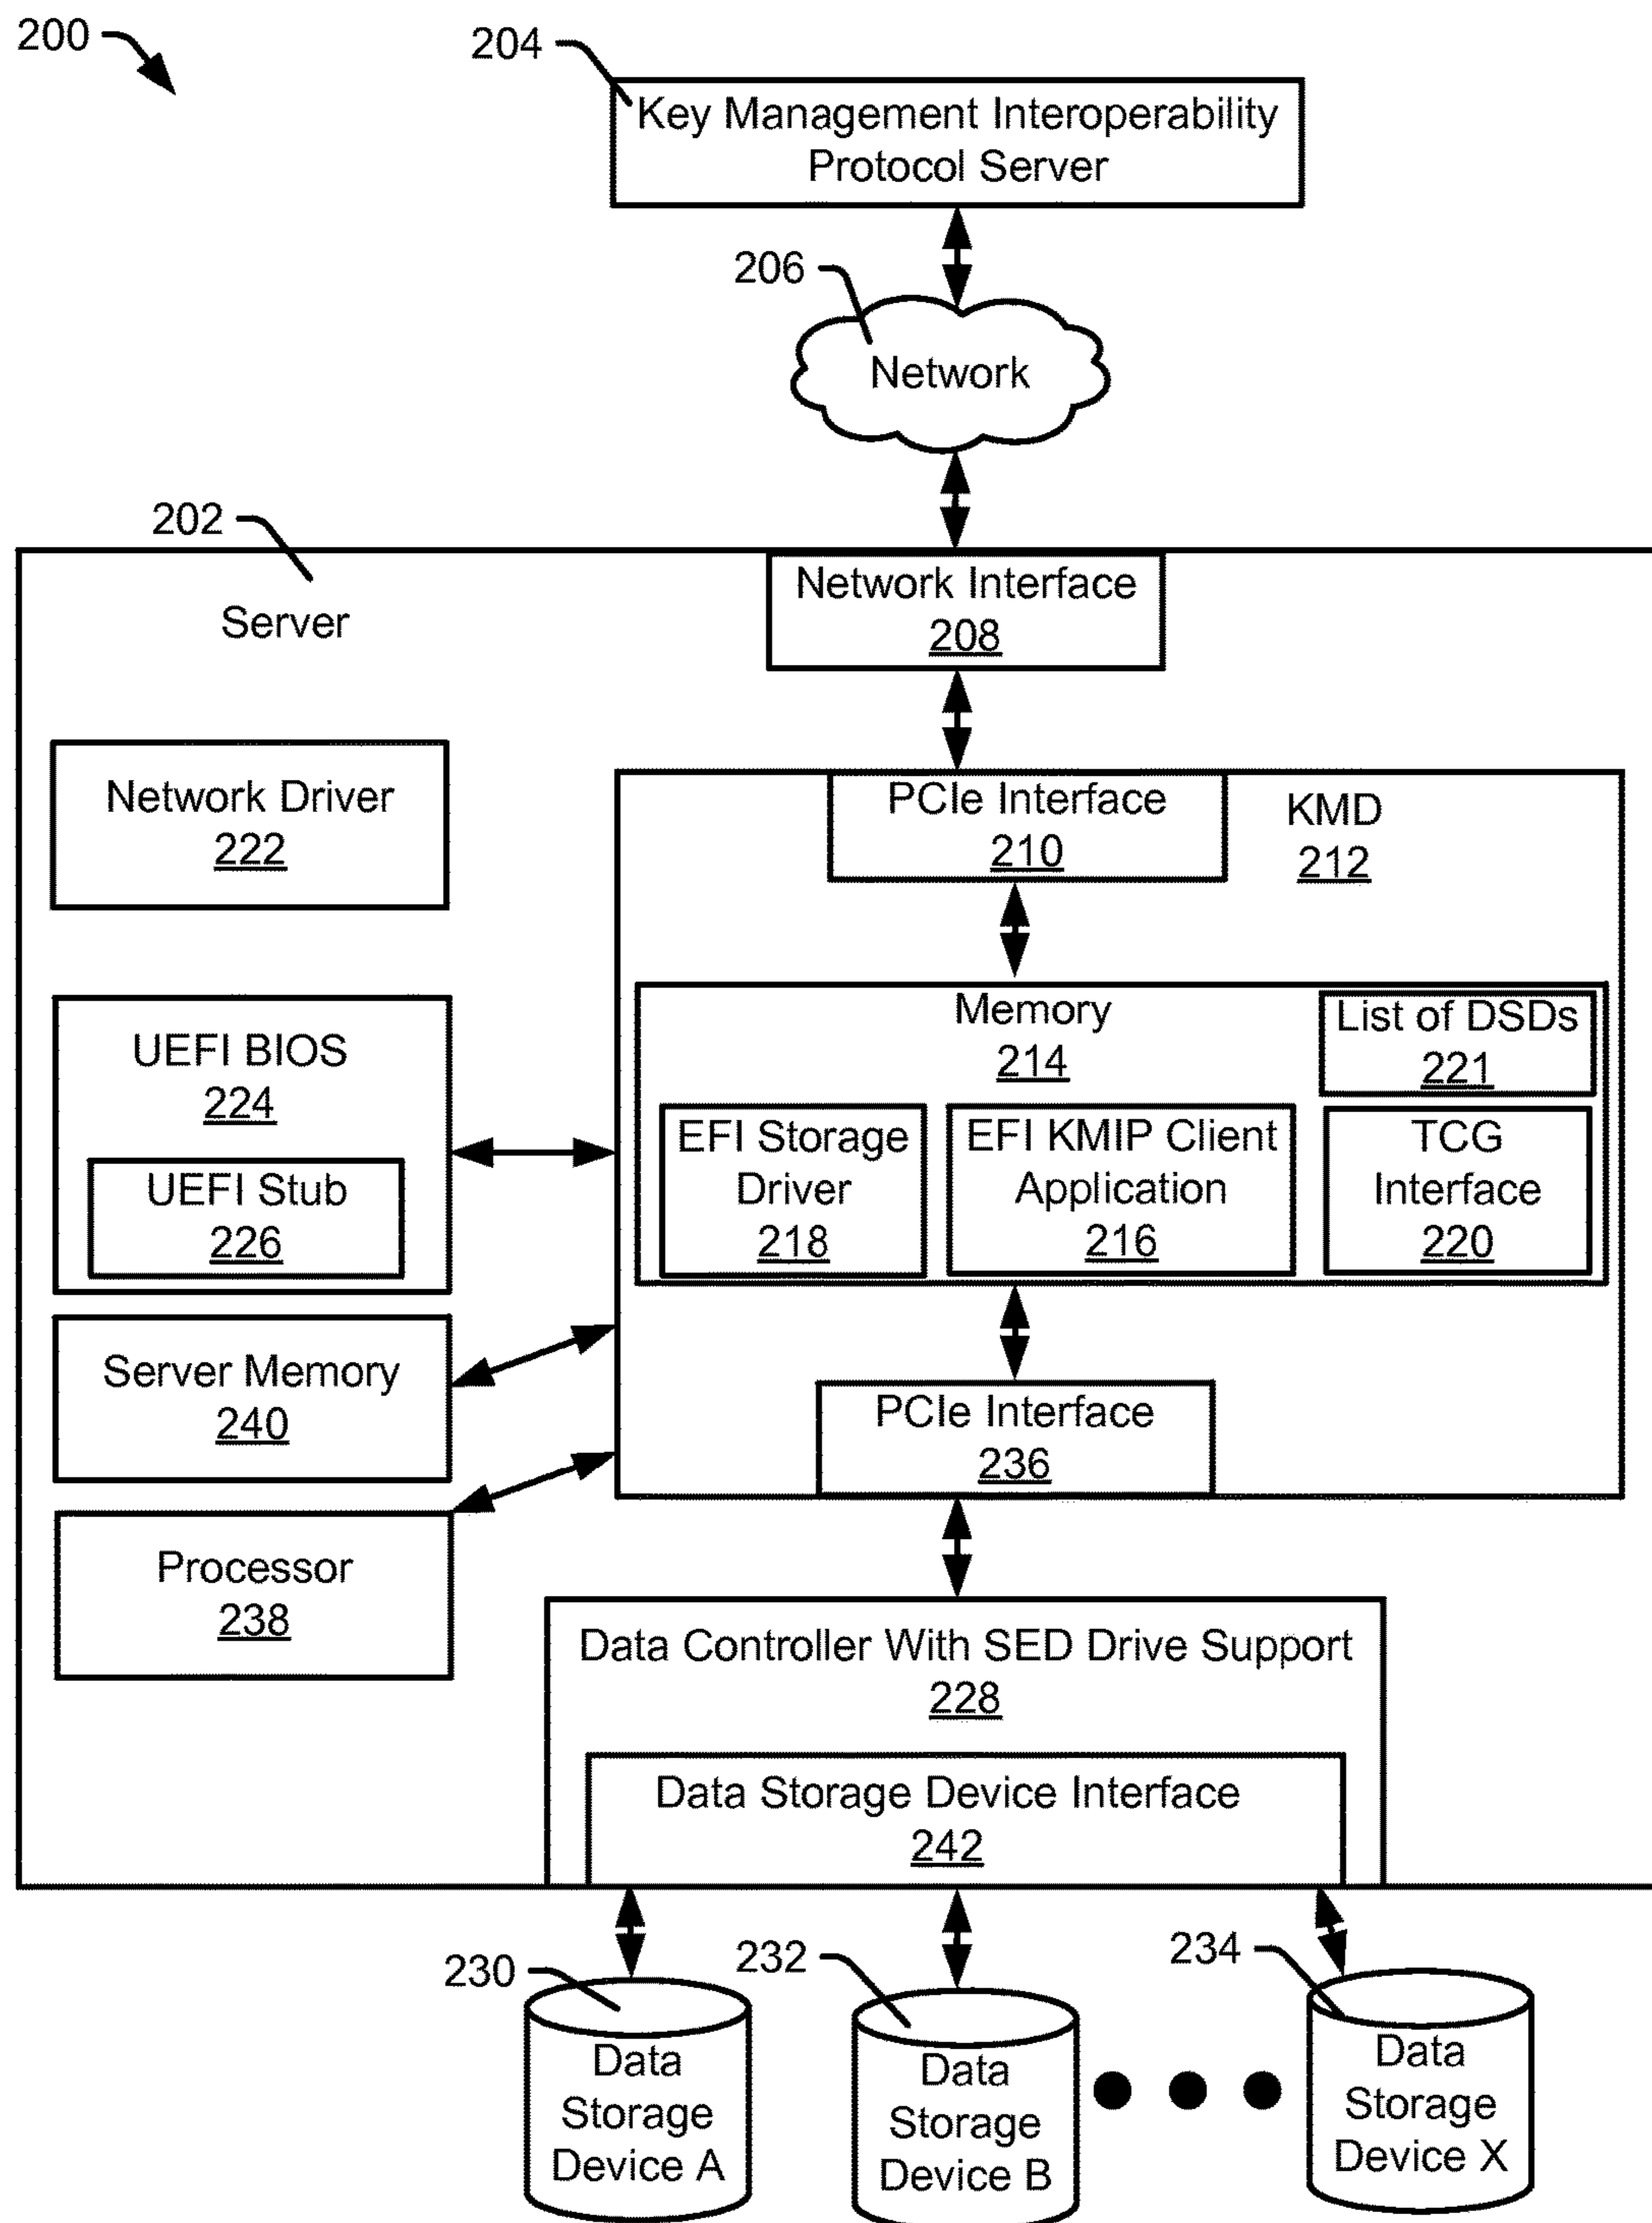 200
204
Key Management Interoperability
Protocol Server
206
Network
202
Server
Network Interface
208
Network Driver
222
PCIe Interface
210
KMD
212
Memory
214
List of DSDs
221
UEFI BIOS
224
UEFI Stub
226
EFI Storage
Driver
218
EFI KMIP Client
Application
216
TCG
Interface
220
Server Memory
240
PCIe Interface
236
Processor
238
Data Controller With SED Drive Support
228
Data Storage Device Interface
242
230
Data
Storage
Device A
232
Data
Storage
Device B
234
Data
Storage
Device X